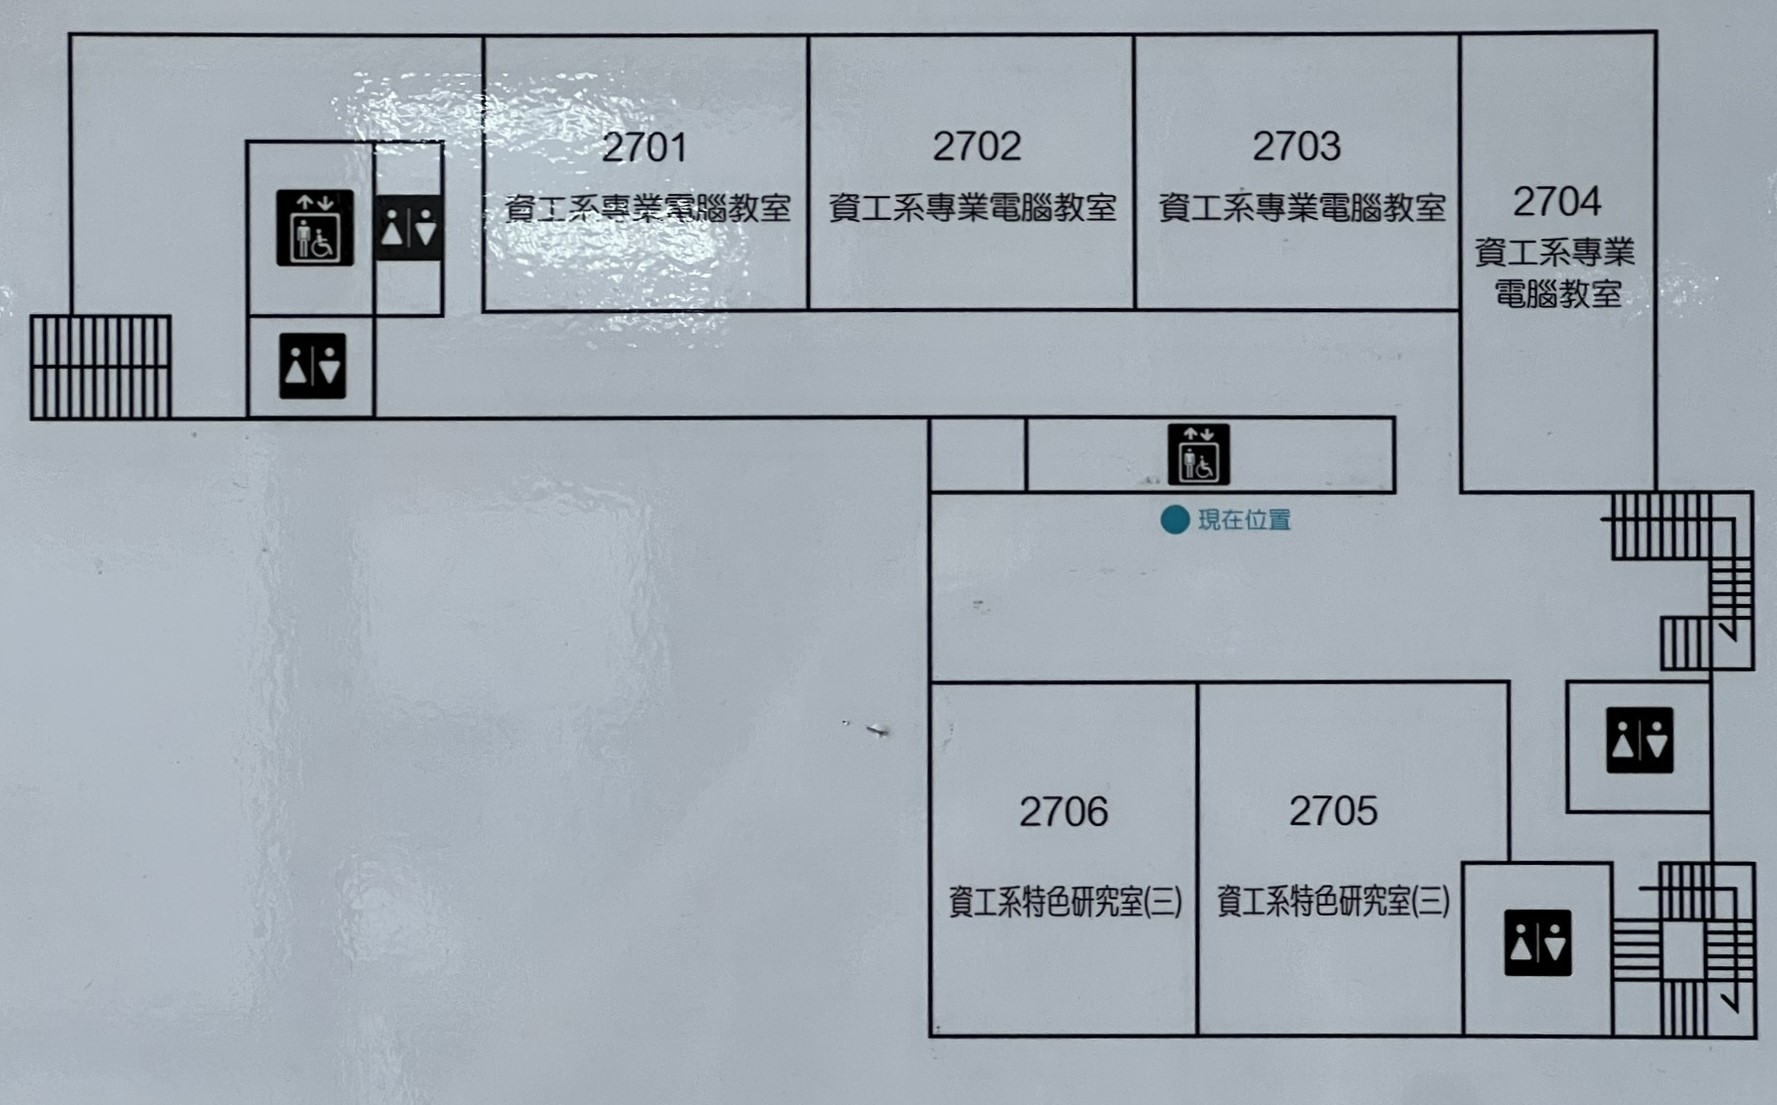 2701
資工系專業電腦教室
2702
資工系專業電腦教室
2703
資工系專業電腦教室
2704
資工系專業
電腦教室
現在位置
2706
資工系特色研究室(三)
2705
資工系特色研究室(三)